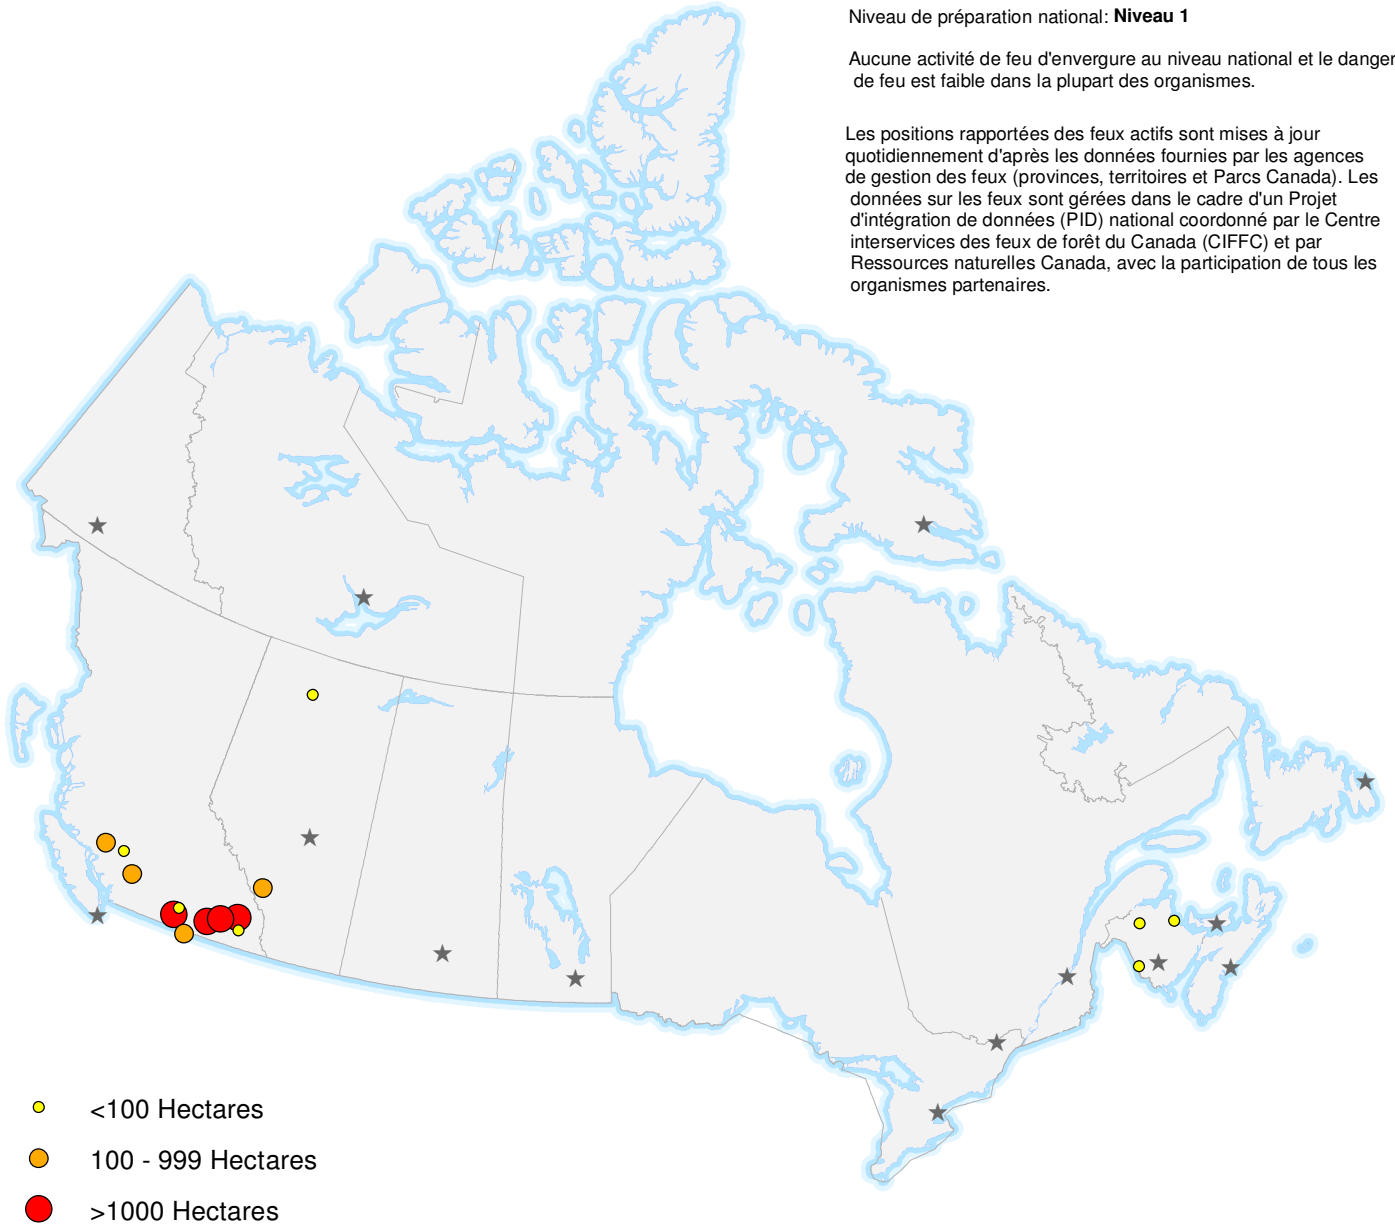 Niveau de préparation national: Niveau 1
Aucune activité de feu d'envergure au niveau national et le danger
de feu est faible dans la plupart des organismes.
Les positions rapportées des feux actifs sont mises à jour
quotidiennement d'après les données fournies par les agences
de gestion des feux (provinces, territoires et Parcs Canada). Les
données sur les feux sont gérées dans le cadre d'un Projet
d'intégration de données (PID) national coordonné par le Centre
interservices des feux de forêt du Canada (CIFFC) et par
Ressources naturelles Canada, avec la participation de tous les
organismes partenaires.
<100 Hectares
100 - 999 Hectares
>1000 Hectares